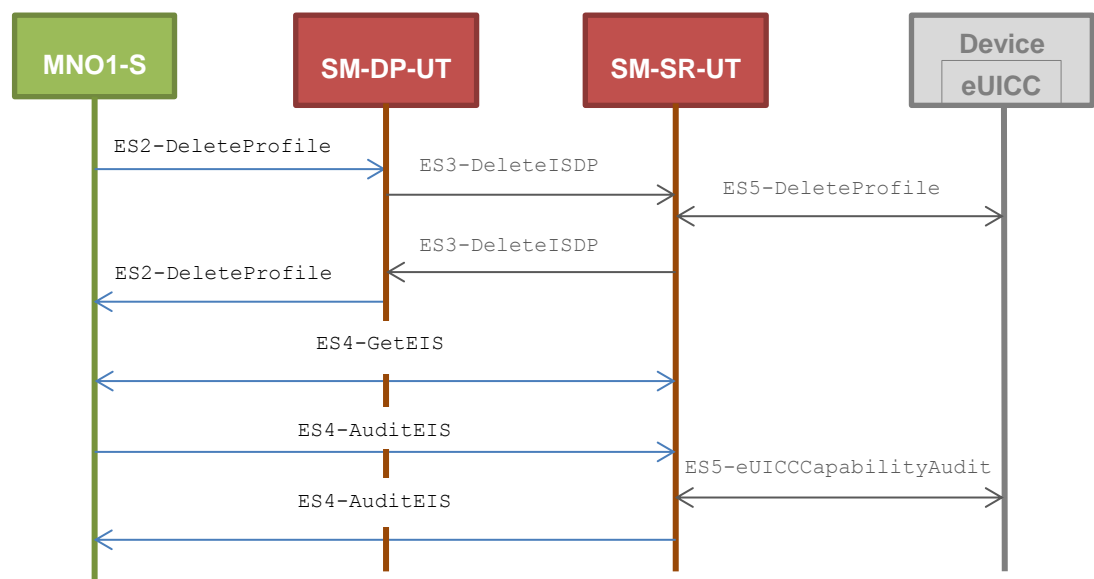 MNO1-S
SM-DP-UT
SM-SR-UT
Device
eUICC
ES2-DeleteProfile
ES3-DeleteISDP
ES5-DeleteProfile
ES3-DeleteISDP
ES2-DeleteProfile
ES4-GetEIS
ES4-AuditEIS
ES5-eUICCCapabilityAudit
ES4-AuditEIS